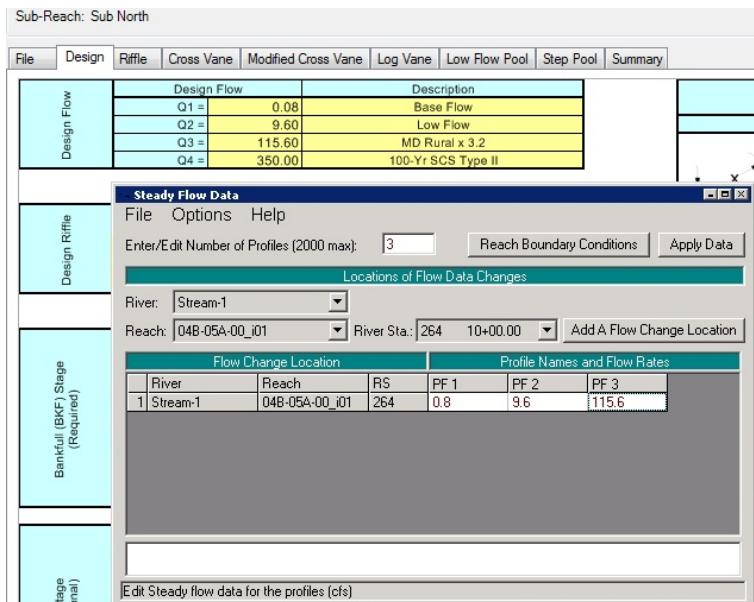 Sub-Reach: Sub North
File Design Riffle Cross Vane Modified Cross Vane Log Vane Low Flow Pool Step Pool Summary
Design Flow
Design Flow Description
Q1 = 0.08 Base Flow
Q2 = 9.60 Low Flow
Q3 = 115.60 MD Rural x 3.2
Q4 = 350.00 100-Yr SCS Type II
x
Design Riffle
Bankfull (BKF) Stage
(Required)
Steady Flow Data
File Options Help
Enter/Edit Number of Profiles (2000 max): 3 Reach Boundary Conditions Apply Data
Locations of Flow Data Changes
River: Stream-1
Reach: 04B-05A-00_i01 River Sta.: 264 10+00.00 Add A Flow Change Location
Flow Change Location Profile Names and Flow Rates
River Reach RS PF 1 PF 2 PF 3
1 Stream-1 04B-05A-00_i01 264 0.8 9.6 115.6
Edit Steady flow data for the profiles (cfs)